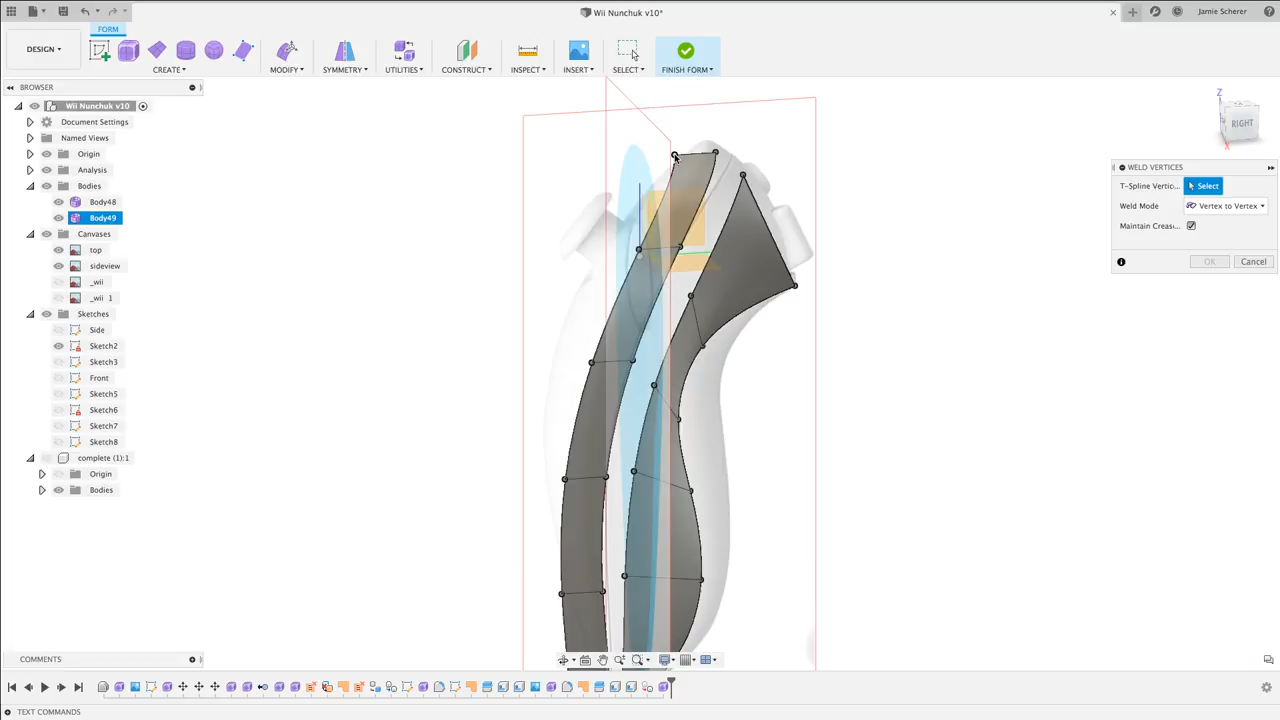 Wii Nunchuk v10*
Jamie Scherer
DESIGN
FORM
CREATE
MODIFY
SYMMETRY
UTILITIES
CONSTRUCT
INSPECT
INSERT
SELECT
FINISH FORM
BROWSER
Wii Nunchuk v10
Document Settings
Named Views
Origin
Analysis
Bodies
Body48
Body49
Canvases
top
sideview
_wii
_wii 1
Sketches
Side
Sketch2
Sketch3
Front
Sketch5
Sketch6
Sketch7
Sketch8
complete (1):1
Origin
Bodies
Z
RIGHT
X
WELD VERTICES
T-Spline Vertic...
Select
Weld Mode
Vertex to Vertex
Maintain Creas...
OK
Cancel
COMMENTS
TEXT COMMANDS